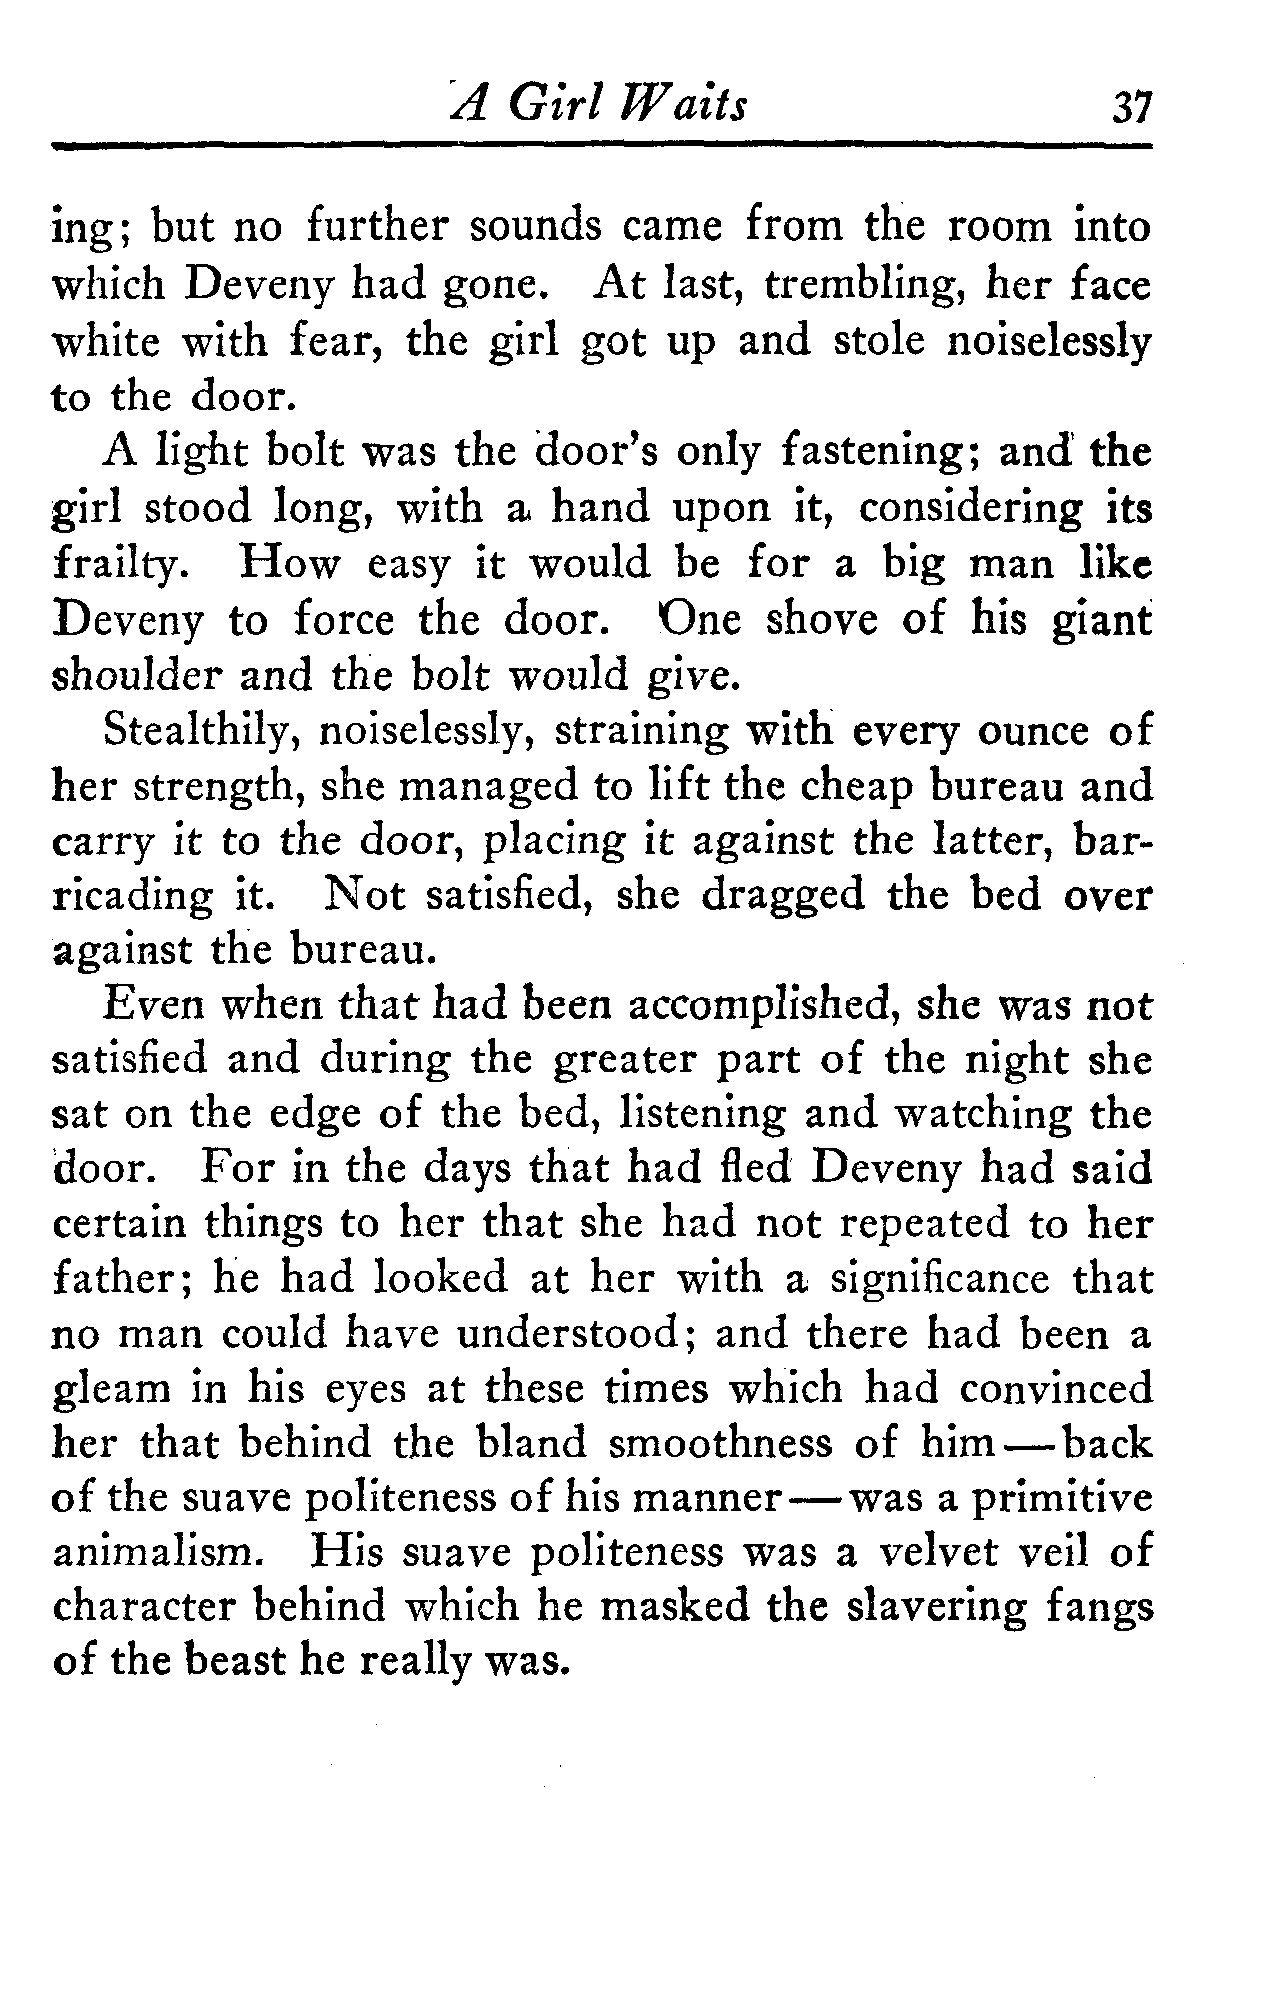 A Girl Waits 37
ing; but no further sounds came from the room into
which Deveny had gone. At last, trembling, her face
white with fear, the girl got up and stole noiselessly
to the door.
A light bolt was the door's only fastening; and the
girl stood long, with a hand upon it, considering its
frailty. How easy it would be for a big man like
Deveny to force the door. One shove of his giant
shoulder and the bolt would give.
Stealthily, noiselessly, straining with every ounce of
her strength, she managed to lift the cheap bureau and
carry it to the door, placing it against the latter, bar-
ricading it. Not satisfied, she dragged the bed over
against the bureau.
Even when that had been accomplished, she was not
satisfied and during the greater part of the night she
sat on the edge of the bed, listening and watching the
door. For in the days that had fled Deveny had said
certain things to her that she had not repeated to her
father; he had looked at her with a significance that
no man could have understood; and there had been a
gleam in his eyes at these times which had convinced
her that behind the bland smoothness of him—back
of the suave politeness of his manner—was a primitive
animalism. His suave politeness was a velvet veil of
character behind which he masked the slavering fangs
of the beast he really was.